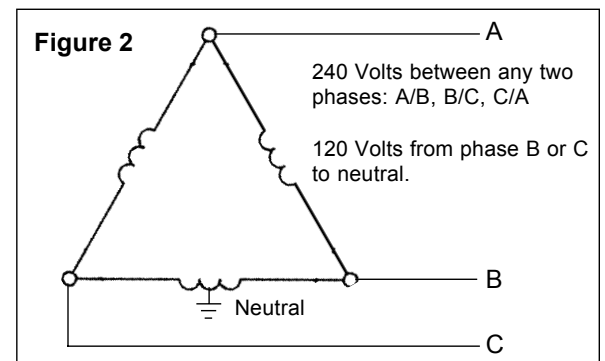 Figure 2
A
240 Volts between any two
phases: A/B, B/C, C/A
120 Volts from phase B or C
to neutral.
B
Neutral
C